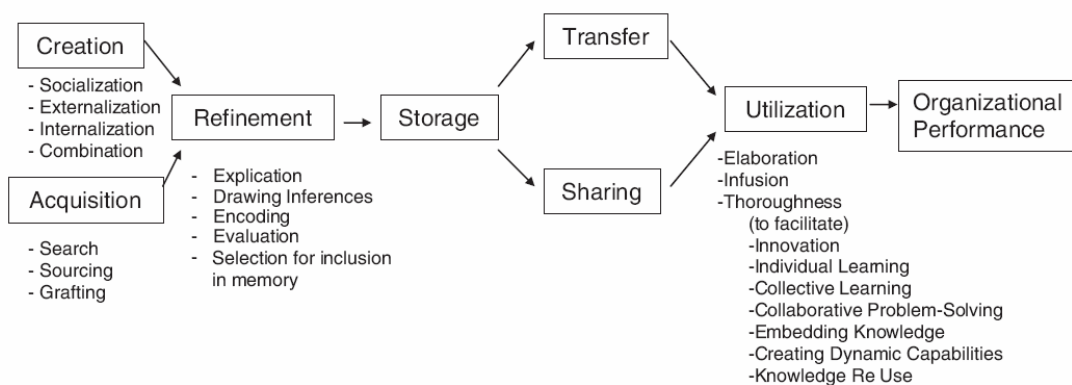 Creation
- Socialization
- Externalization
- Internalization
- Combination
Acquisition
- Search
- Sourcing
- Grafting
Refinement
- Explication
- Drawing Inferences
- Encoding
- Evaluation
- Selection for inclusion
in memory
Storage
Transfer
Sharing
Utilization
-Elaboration
-Infusion
-Thoroughness
(to facilitate)
-Innovation
-Individual Learning
-Collective Learning
-Collaborative Problem-Solving
-Embedding Knowledge
-Creating Dynamic Capabilities
-Knowledge Re Use
Organizational
Performance